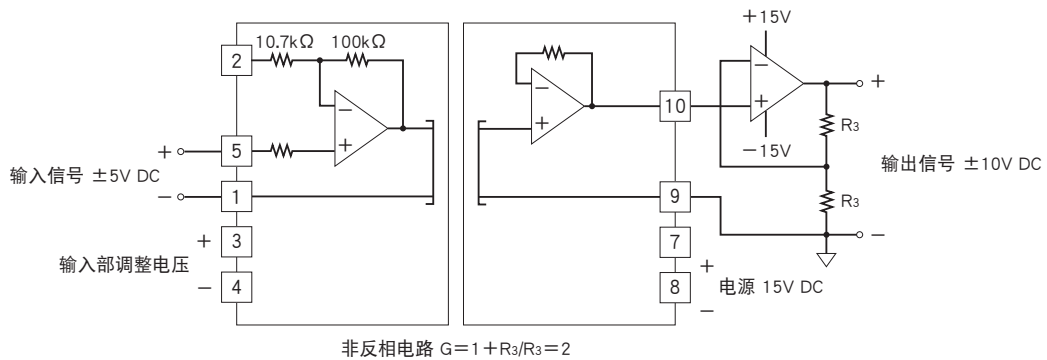 +15V
10.7kΩ 100kΩ
2
−
+
−
+
−
+
+
10
R₃
+
5
−15V
输入信号 ±5V DC
输出信号 ±10V DC
−
1
9
R₃
+
3
7
−
输入部调整电压
+
−
4
8
电源 15V DC
−
非反相电路 G=1+R₃/R₃=2